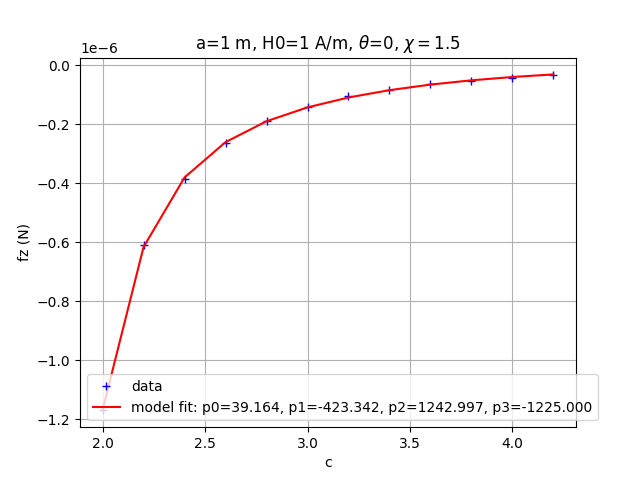 a=1 m, H0=1 A/m, θ=0, χ = 1.5
1e−6
0.0
−0.2
−0.4
−0.6
−0.8
−1.0
−1.2
fz (N)
data
model fit: p0=39.164, p1=-423.342, p2=1242.997, p3=-1225.000
2.0 2.5 3.0 3.5 4.0
c